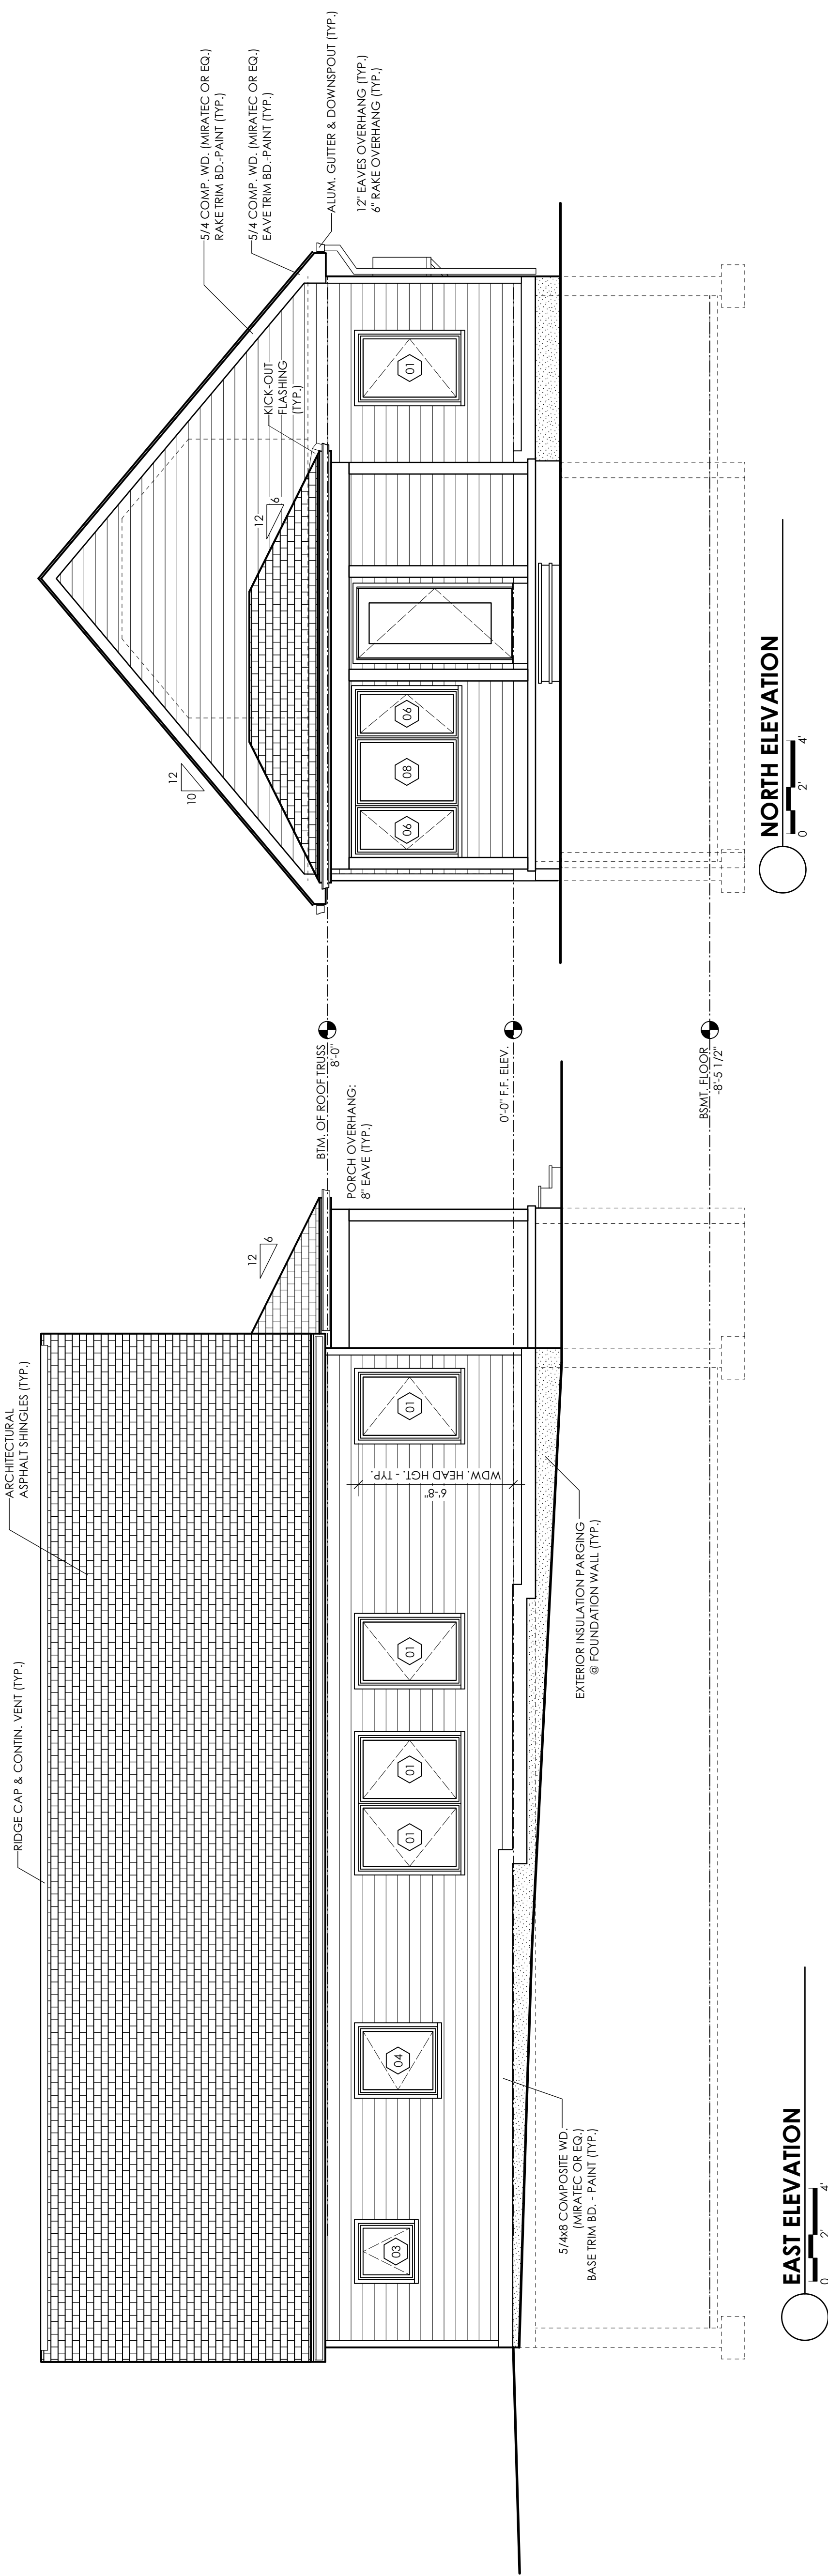 RIDGE CAP & CONTIN. VENT (TYP.)
ARCHITECTURAL
ASPHALT SHINGLES (TYP.)
12
6
BTM. OF ROOF TRUSS
8'-0"
PORCH OVERHANG:
8" EAVE (TYP.)
0'-0" F.F. ELEV.
BSMT. FLOOR
-8'-5 1/2"
03
04
01
01
01
01
6'-8"
WDW. HEAD HGT. - TYP.
5/4x8 COMPOSITE WD.
(MIRATEC OR EQ.)
BASE TRIM BD. - PAINT (TYP.)
EXTERIOR INSULATION PARGING
@ FOUNDATION WALL (TYP.)
EAST ELEVATION
0
2'
4'
12
10
12
6
KICK-OUT
FLASHING
(TYP.)
5/4 COMP. WD. (MIRATEC OR EQ.)
RAKE TRIM BD.-PAINT (TYP.)
5/4 COMP. WD. (MIRATEC OR EQ.)
EAVE TRIM BD.-PAINT (TYP.)
ALUM. GUTTER & DOWNSPOUT (TYP.)
12" EAVES OVERHANG (TYP.)
6" RAKE OVERHANG (TYP.)
06
08
06
01
NORTH ELEVATION
0
2'
4'